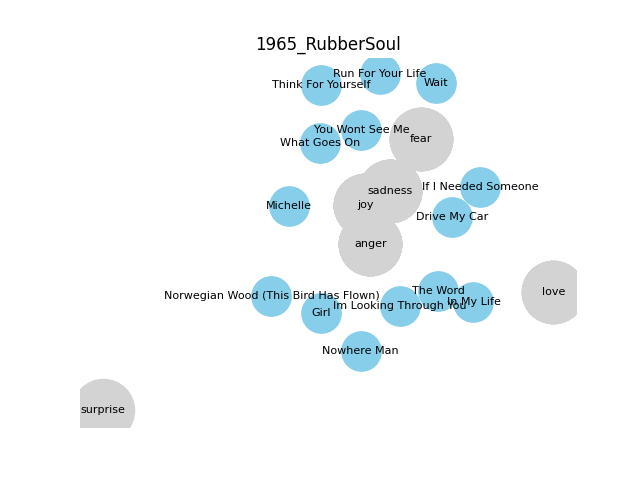 1965_RubberSoul
Run For Your Life
Think For Yourself
Wait
You Wont See Me
fear
What Goes On
sadness
If I Needed Someone
joy
Michelle
Drive My Car
anger
The Word
love
Norwegian Wood (This Bird Has Flown)
In My Life
Im Looking Through You
Girl
Nowhere Man
surprise